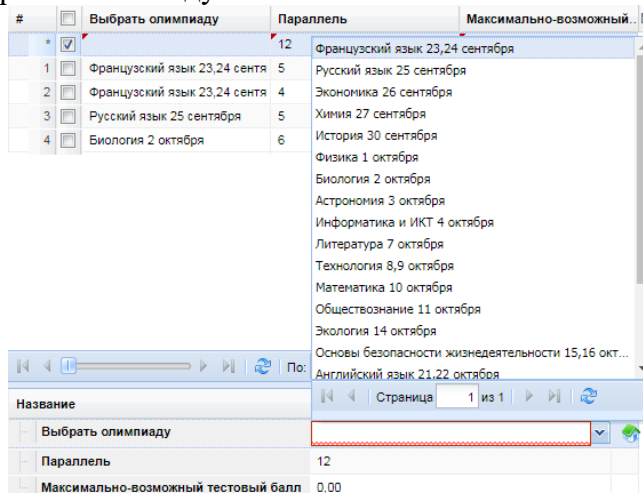 # Выбрать олимпиаду Параллель Максимально-возможный..
* 12
1 Французский язык 23,24 сентя 5
2 Французский язык 23,24 сентя 4
3 Русский язык 25 сентября 5
4 Биология 2 октября 6
Французский язык 23,24 сентября
Русский язык 25 сентября
Экономика 26 сентября
Химия 27 сентября
История 30 сентября
Физика 1 октября
Биология 2 октября
Астрономия 3 октября
Информатика и ИКТ 4 октября
Литература 7 октября
Технология 8,9 октября
Математика 10 октября
Обществознание 11 октября
Экология 14 октября
Основы безопасности жизнедеятельности 15,16 окт...
Английский язык 21,22 октября
По:
Страница 1 из 1
Название
Выбрать олимпиаду
Параллель 12
Максимально-возможный тестовый балл 0,00